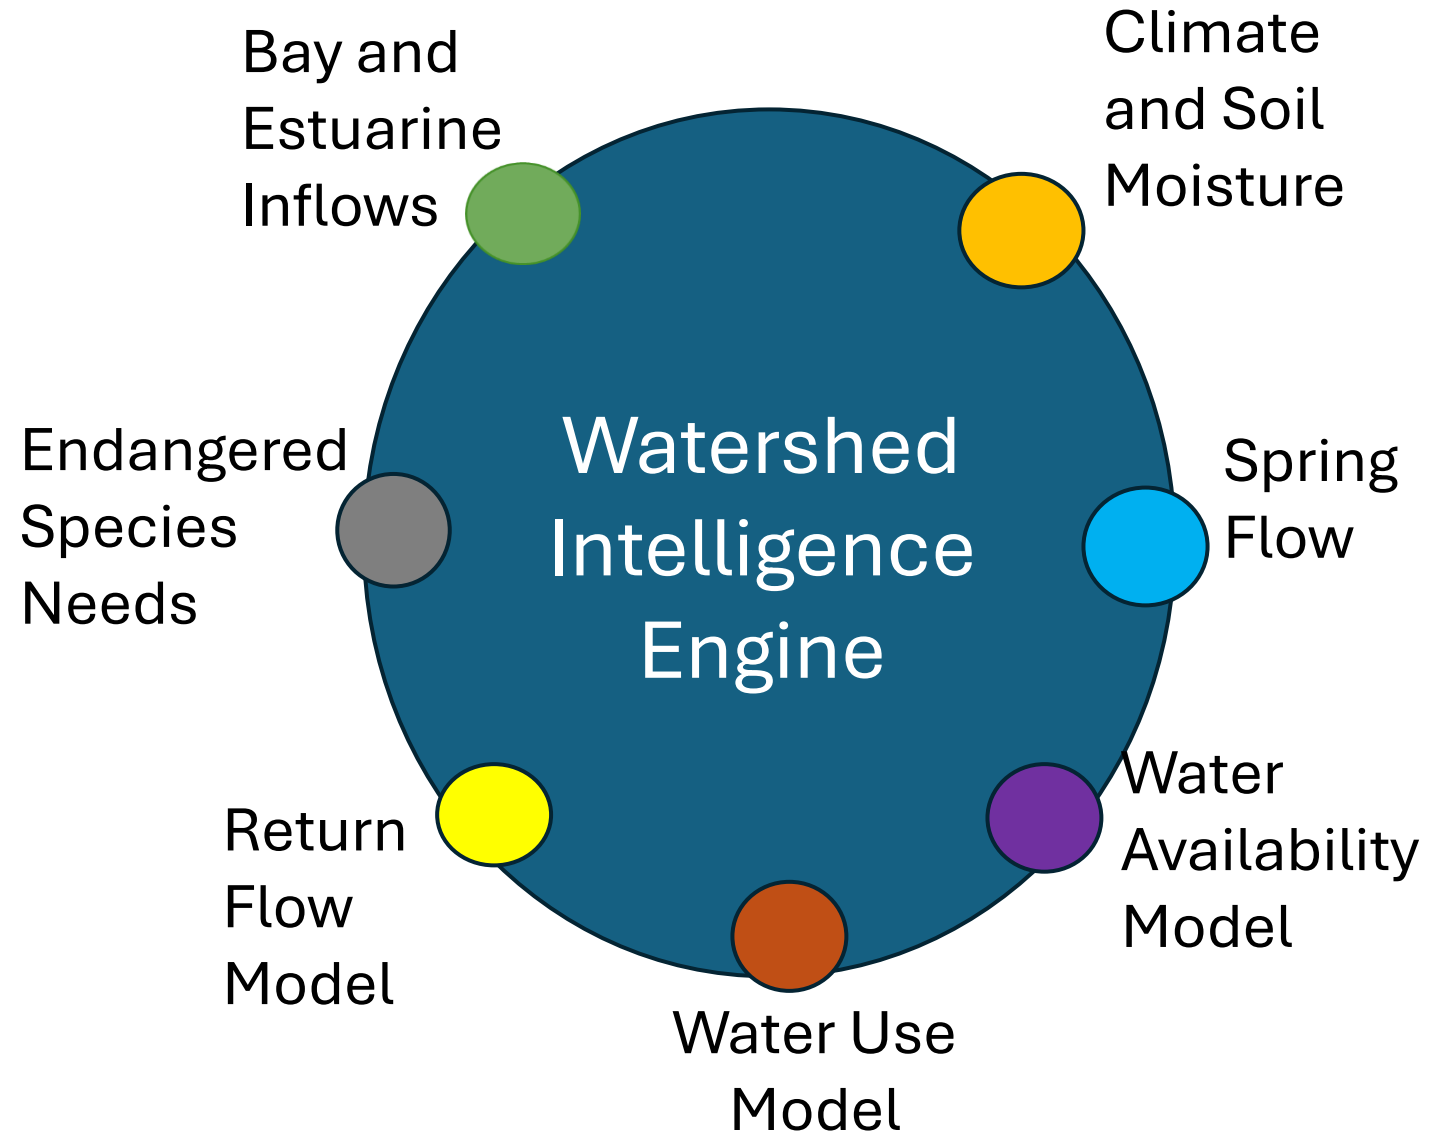 Bay and
Estuarine
Inflows
Climate
and Soil
Moisture
Endangered
Species
Needs
Watershed
Intelligence
Engine
Spring
Flow
Return
Flow
Model
Water
Availability
Model
Water Use
Model